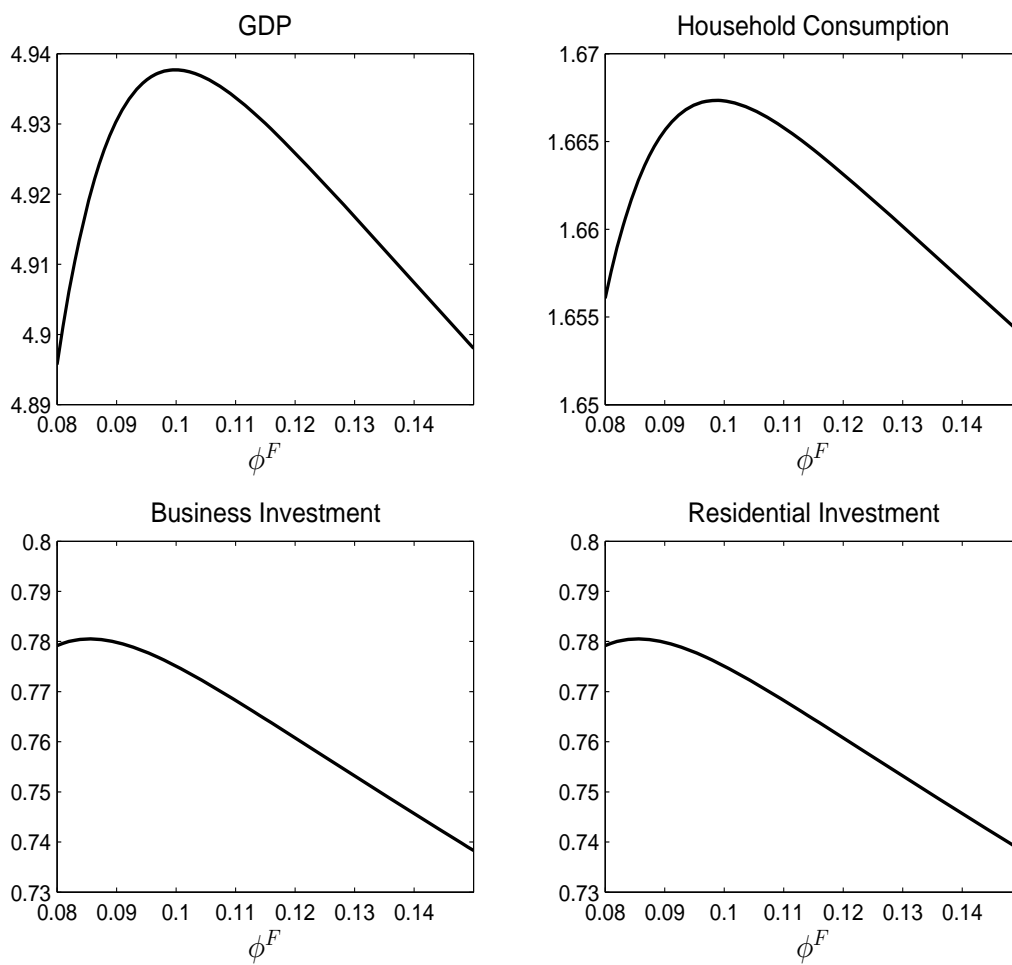 GDP
4.94
4.93
4.92
4.91
4.9
4.89
0.08 0.09 0.1 0.11 0.12 0.13 0.14
ϕ^F
Household Consumption
1.67
1.665
1.66
1.655
1.65
0.08 0.09 0.1 0.11 0.12 0.13 0.14
ϕ^F
Business Investment
0.8
0.79
0.78
0.77
0.76
0.75
0.74
0.73
0.08 0.09 0.1 0.11 0.12 0.13 0.14
ϕ^F
Residential Investment
0.8
0.79
0.78
0.77
0.76
0.75
0.74
0.73
0.08 0.09 0.1 0.11 0.12 0.13 0.14
ϕ^F